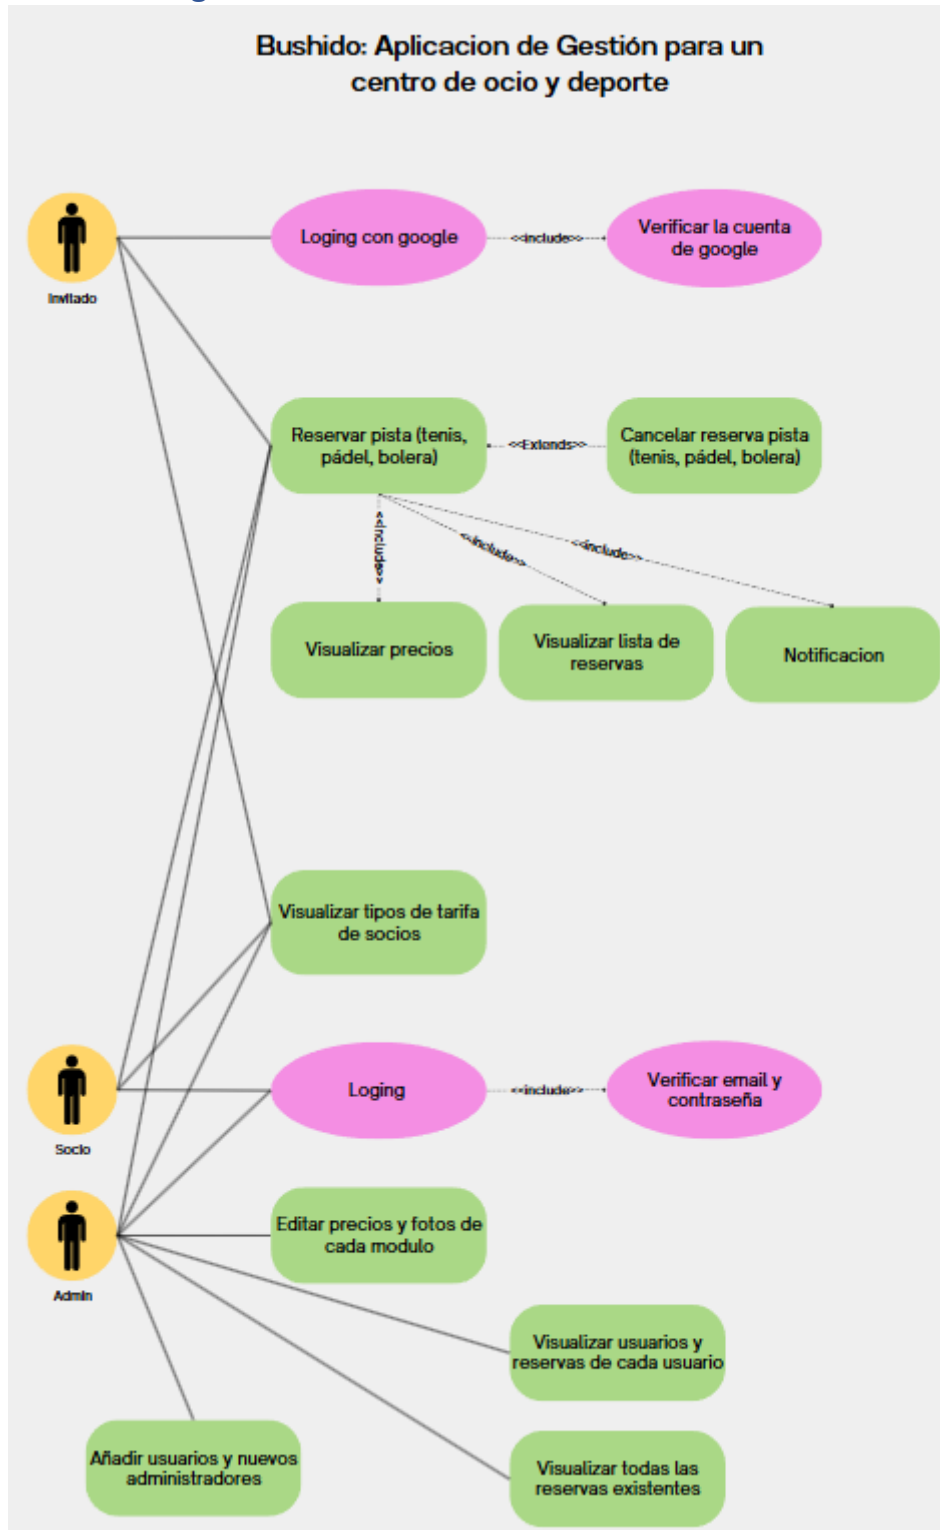 Bushido: Aplicacion de Gestión para un
centro de ocio y deporte
Invitado
Loging con google
<<include>>
Verificar la cuenta
de google
Reservar pista (tenis,
pádel, bolera)
<<Extends>>
Cancelar reserva pista
(tenis, pádel, bolera)
<<include>>
<<include>>
<<include>>
Visualizar precios
Visualizar lista de
reservas
Notificacion
Visualizar tipos de tarifa
de socios
Socio
Loging
<<include>>
Verificar email y
contraseña
Admin
Editar precios y fotos de
cada modulo
Visualizar usuarios y
reservas de cada usuario
Añadir usuarios y nuevos
administradores
Visualizar todas las
reservas existentes